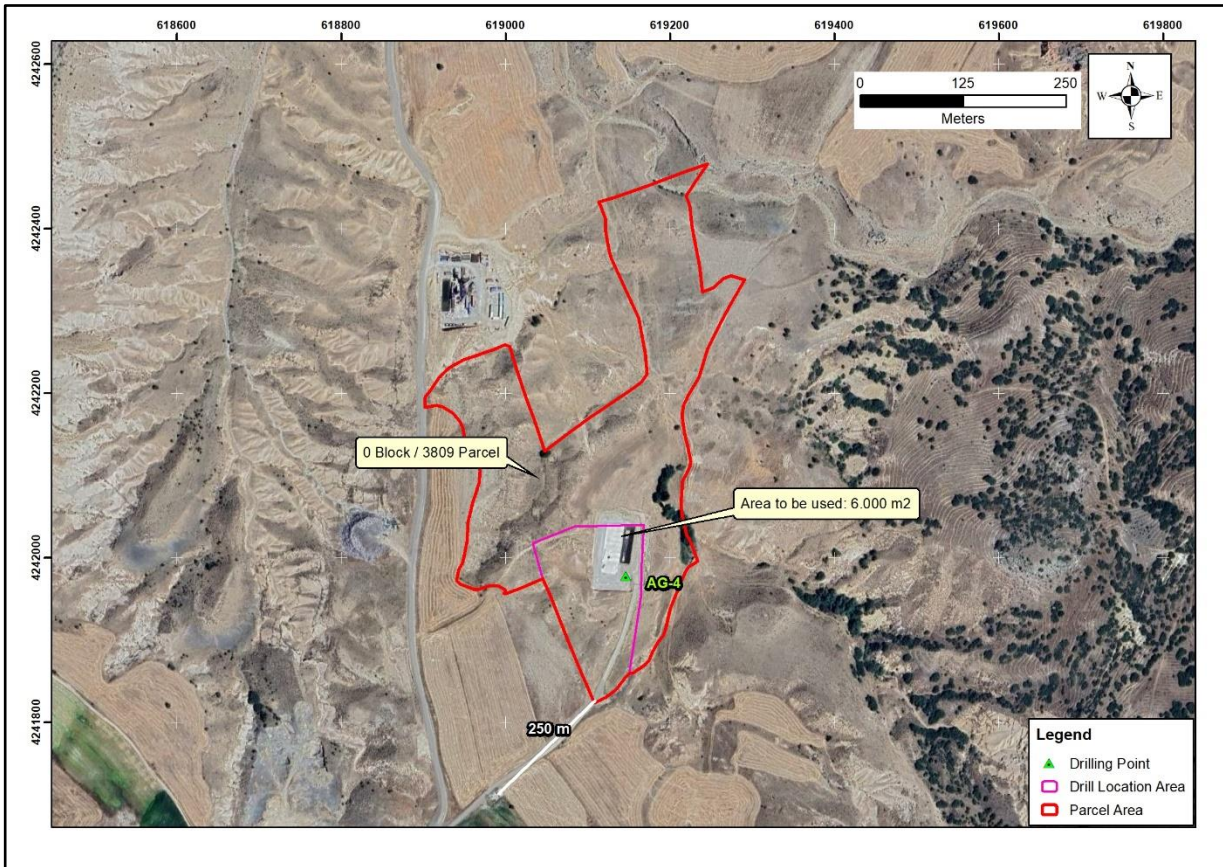 618600 618800 619000 619200 619400 619600 619800
4242600
4242400
4242200
4242000
4241800
0 125 250
Meters
N
W E
S
0 Block / 3809 Parcel
Area to be used: 6.000 m2
AG-4
250 m
Legend
Drilling Point
Drill Location Area
Parcel Area